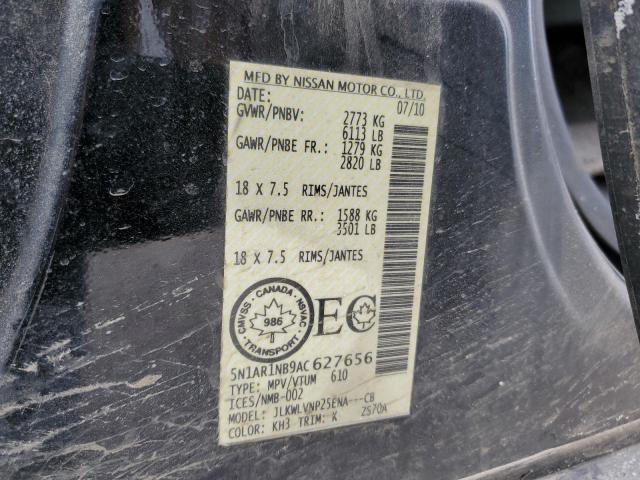 MFD BY NISSAN MOTOR CO., LTD.
DATE: 07/10
GVWR/PNBV: 2773 KG
6113 LB
GAWR/PNBE FR.: 1279 KG
2820 LB
18 X 7.5 RIMS/JANTES
GAWR/PNBE RR.: 1588 KG
3501 LB
18 X 7.5 RIMS/JANTES
CMVSS · CANADA · NSVAC
986
TRANSPORT
EC
5N1AR1NB9AC627656
TYPE: MPV/VTUM 610
ICES/NMB-002
MODEL: JLKWLVNP25ENA---CB
COLOR: KH3 TRIM: K ZS70A